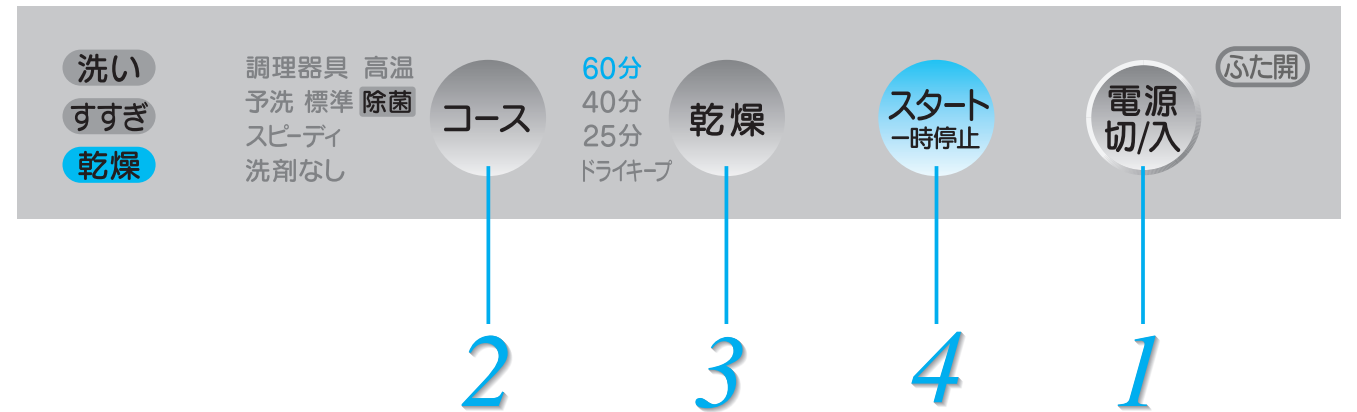 洗い
すすぎ
乾燥
調理器具 高温
予洗 標準 除菌
スピーディ
洗剤なし
コース
60分
40分
25分
ドライキープ
乾燥
スタート
一時停止
電源
切/入
ふた開
2
3
4
1